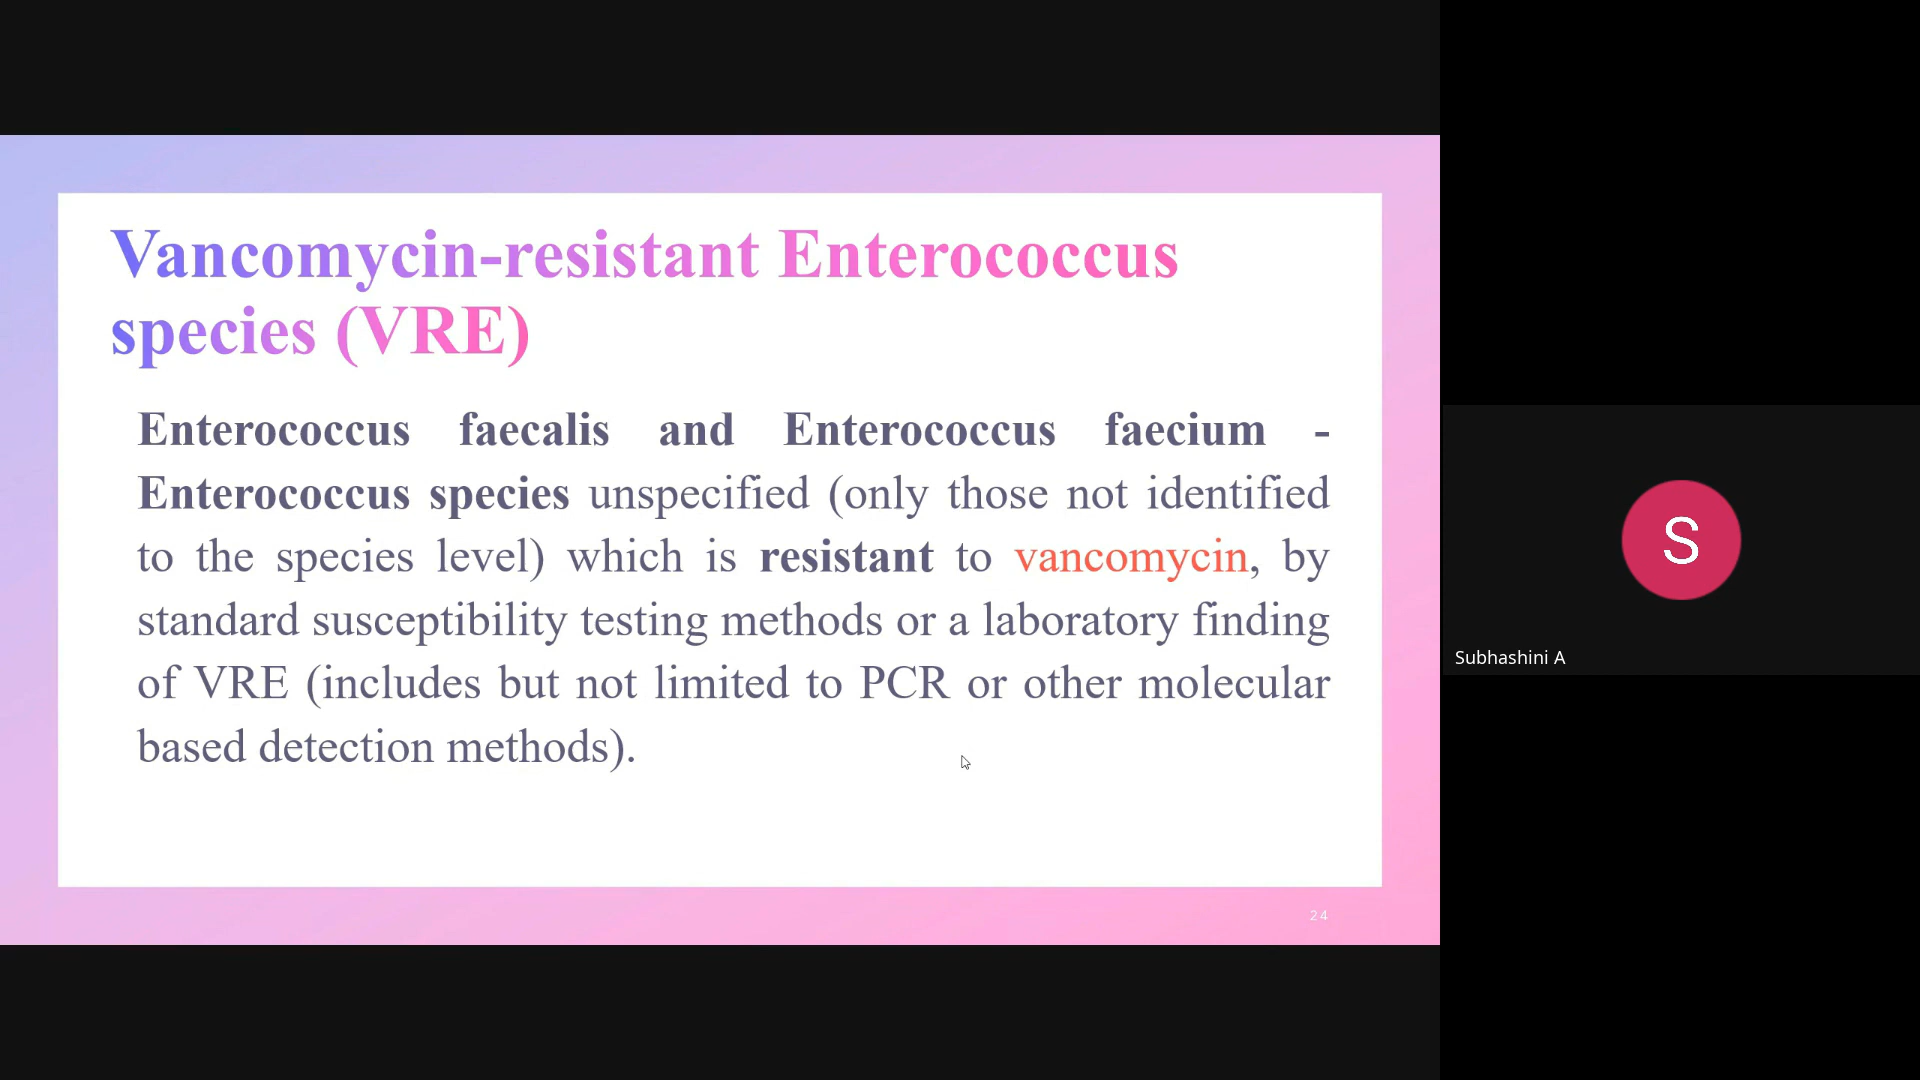 Vancomycin-resistant Enterococcus
species (VRE)
Enterococcus faecalis and Enterococcus faecium -
Enterococcus species unspecified (only those not identified
to the species level) which is resistant to vancomycin, by
standard susceptibility testing methods or a laboratory finding
of VRE (includes but not limited to PCR or other molecular
based detection methods).
24
S
Subhashini A